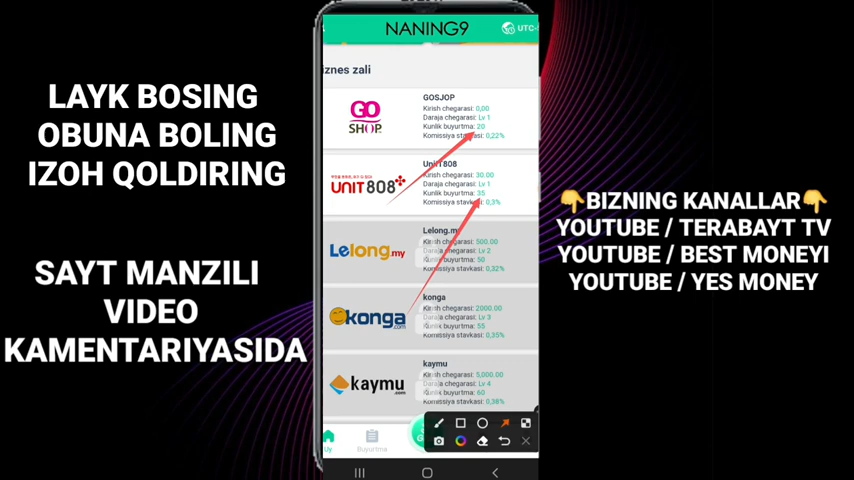 LAYK BOSING
OBUNA BOLING
IZOH QOLDIRING
SAYT MANZILI
VIDEO
KAMENTARIYASIDA
NANING9
UTC-
iznes zali
GO
SHOP
GOSJOP
Kirish chegarasi: 0,00
Daraja chegarasi: Lv 1
Kunlik buyurtma: 20
Komissiya stavkasi: 0,22%
UNIT808
UniT808
Kirish chegarasi: 30.00
Daraja chegarasi: Lv 1
Kunlik buyurtma: 35
Komissiya stavkasi: 0,3%
Lelong.my
Lelong.my
Kirish chegarasi: 500.00
Daraja chegarasi: Lv 2
Kunlik buyurtma: 50
Komissiya stavkasi: 0,32%
konga.com
konga
Kirish chegarasi: 2000.00
Daraja chegarasi: Lv 3
Kunlik buyurtma: 55
Komissiya stavkasi: 0,35%
kaymu.com
kaymu
Kirish chegarasi: 5,000.00
Daraja chegarasi: Lv 4
Kunlik buyurtma: 60
Komissiya stavkasi: 0,38%
Uy
Buyurtma
👇BIZNING KANALLAR👇
YOUTUBE / TERABAYT TV
YOUTUBE / BEST MONEYI
YOUTUBE / YES MONEY